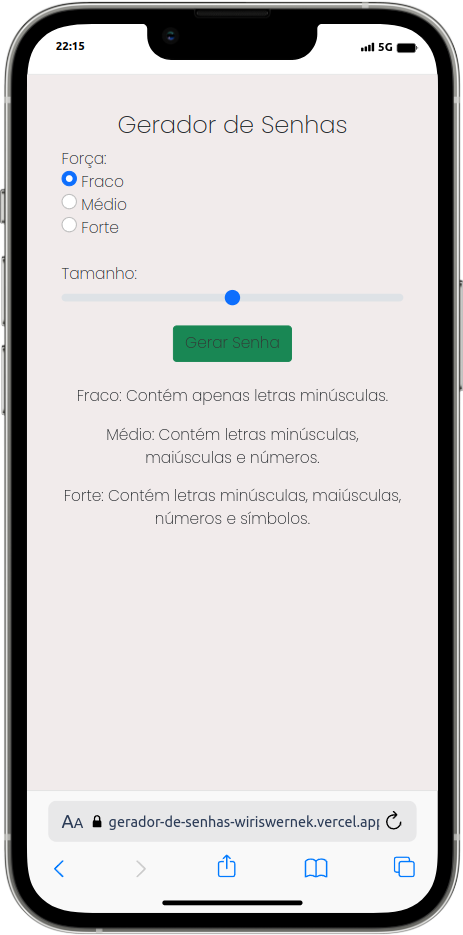 22:15
5G
Gerador de Senhas
Força:
Fraco
Médio
Forte
Tamanho:
Gerar Senha
Fraco: Contém apenas letras minúsculas.
Médio: Contém letras minúsculas,
maiúsculas e números.
Forte: Contém letras minúsculas, maiúsculas,
números e símbolos.
AA gerador-de-senhas-wiriswernek.vercel.app